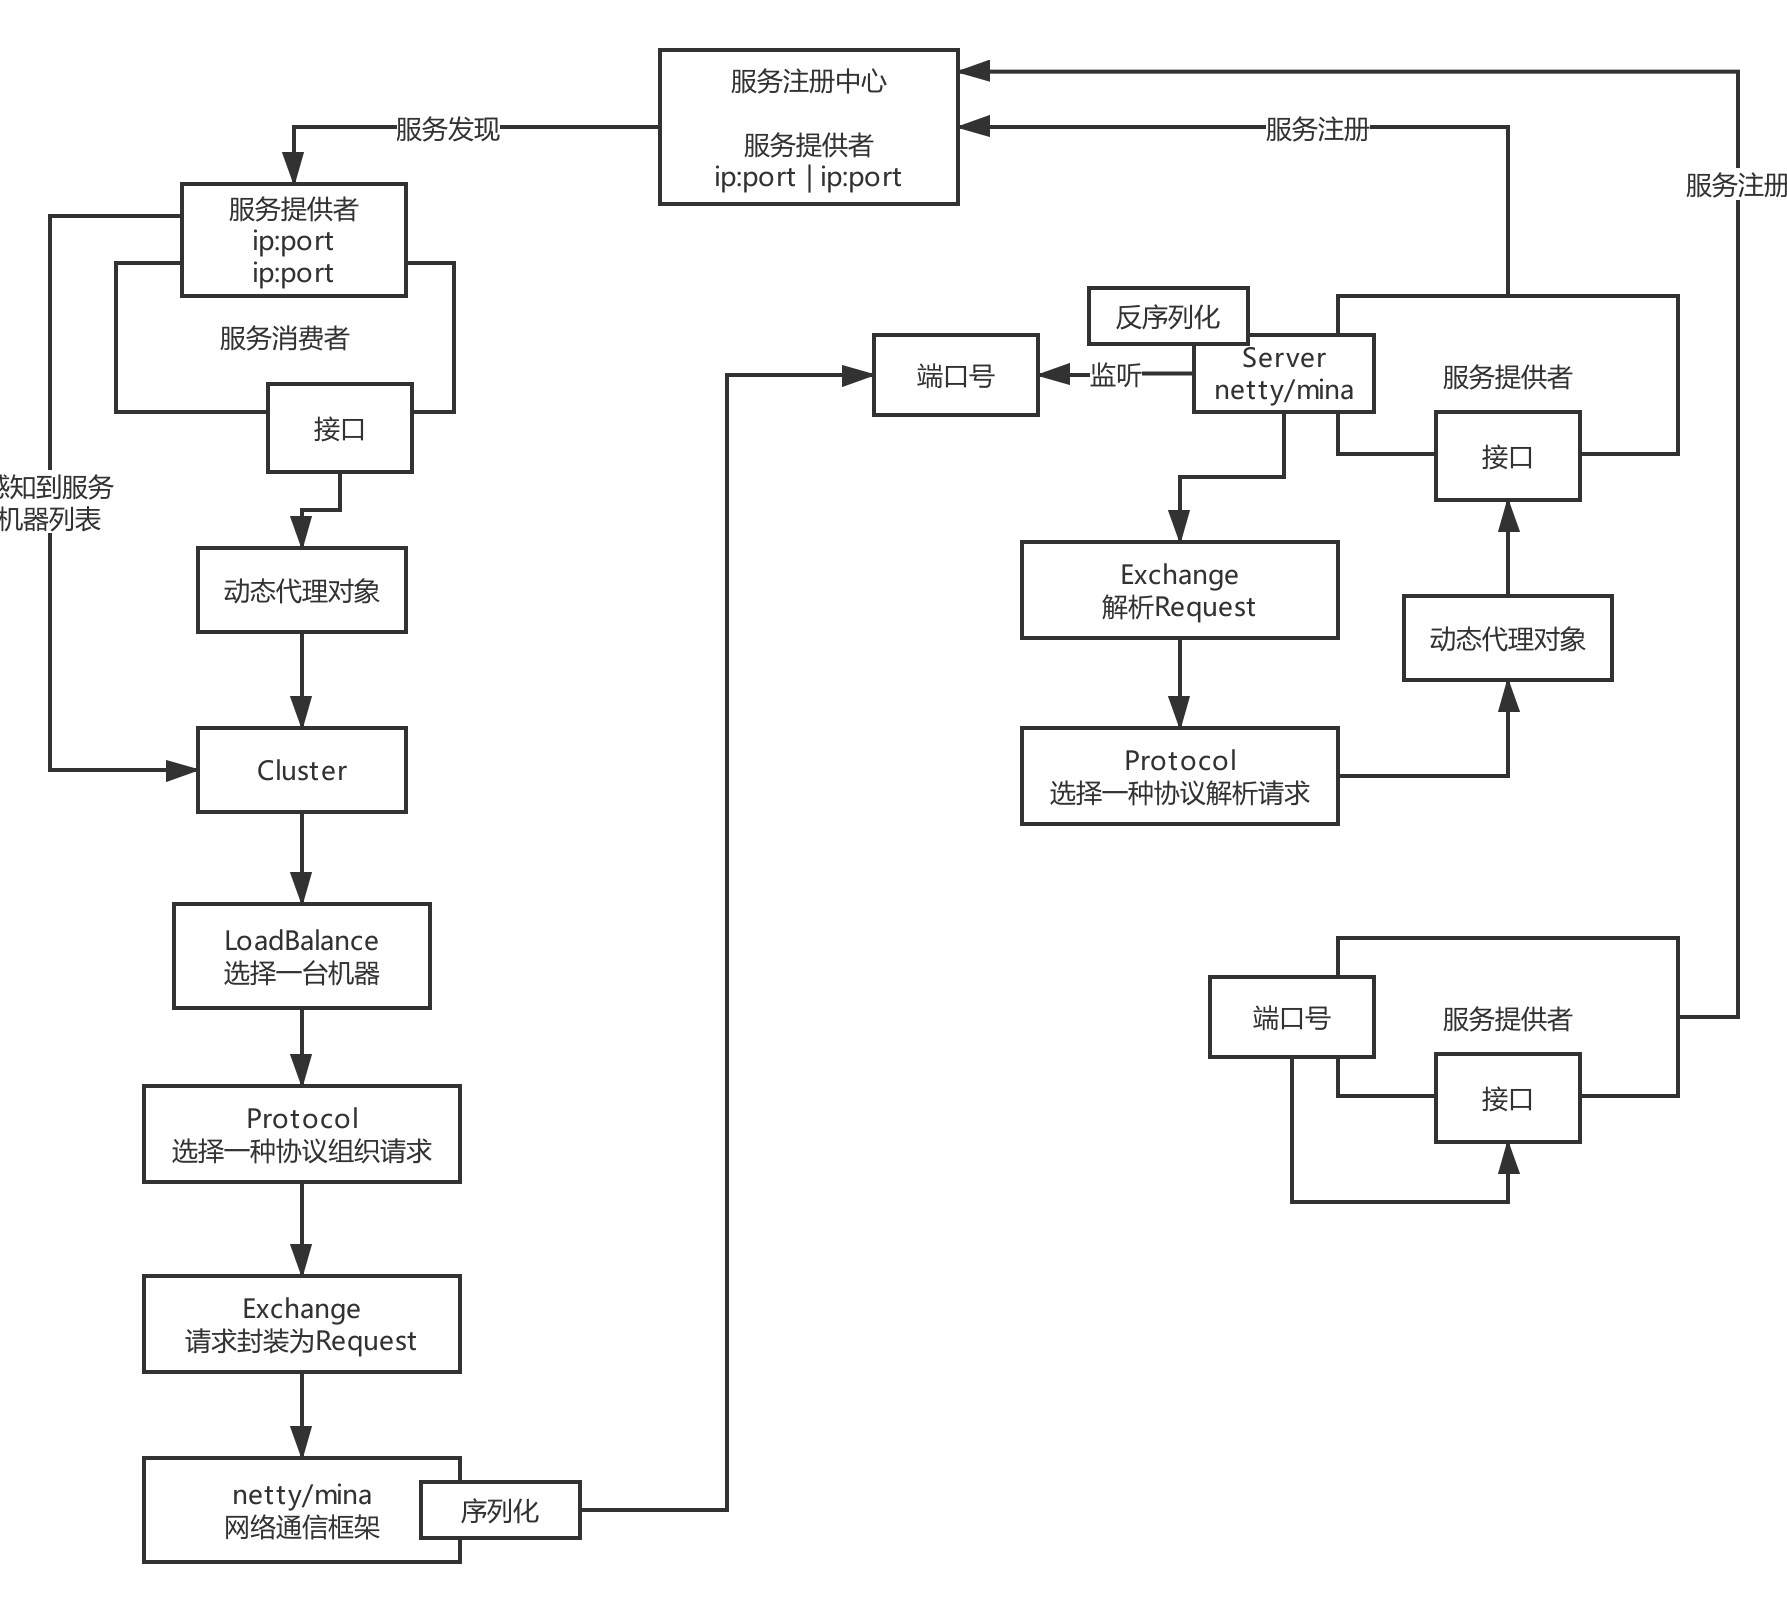 服务注册中心
服务提供者
ip:port | ip:port
服务发现
服务注册
服务注册
服务提供者
ip:port
ip:port
服务消费者
接口
感知到服务
机器列表
动态代理对象
Cluster
LoadBalance
选择一台机器
Protocol
选择一种协议组织请求
Exchange
请求封装为Request
netty/mina
网络通信框架
序列化
端口号
监听
反序列化
Server
netty/mina
服务提供者
接口
Exchange
解析Request
Protocol
选择一种协议解析请求
动态代理对象
端口号
服务提供者
接口